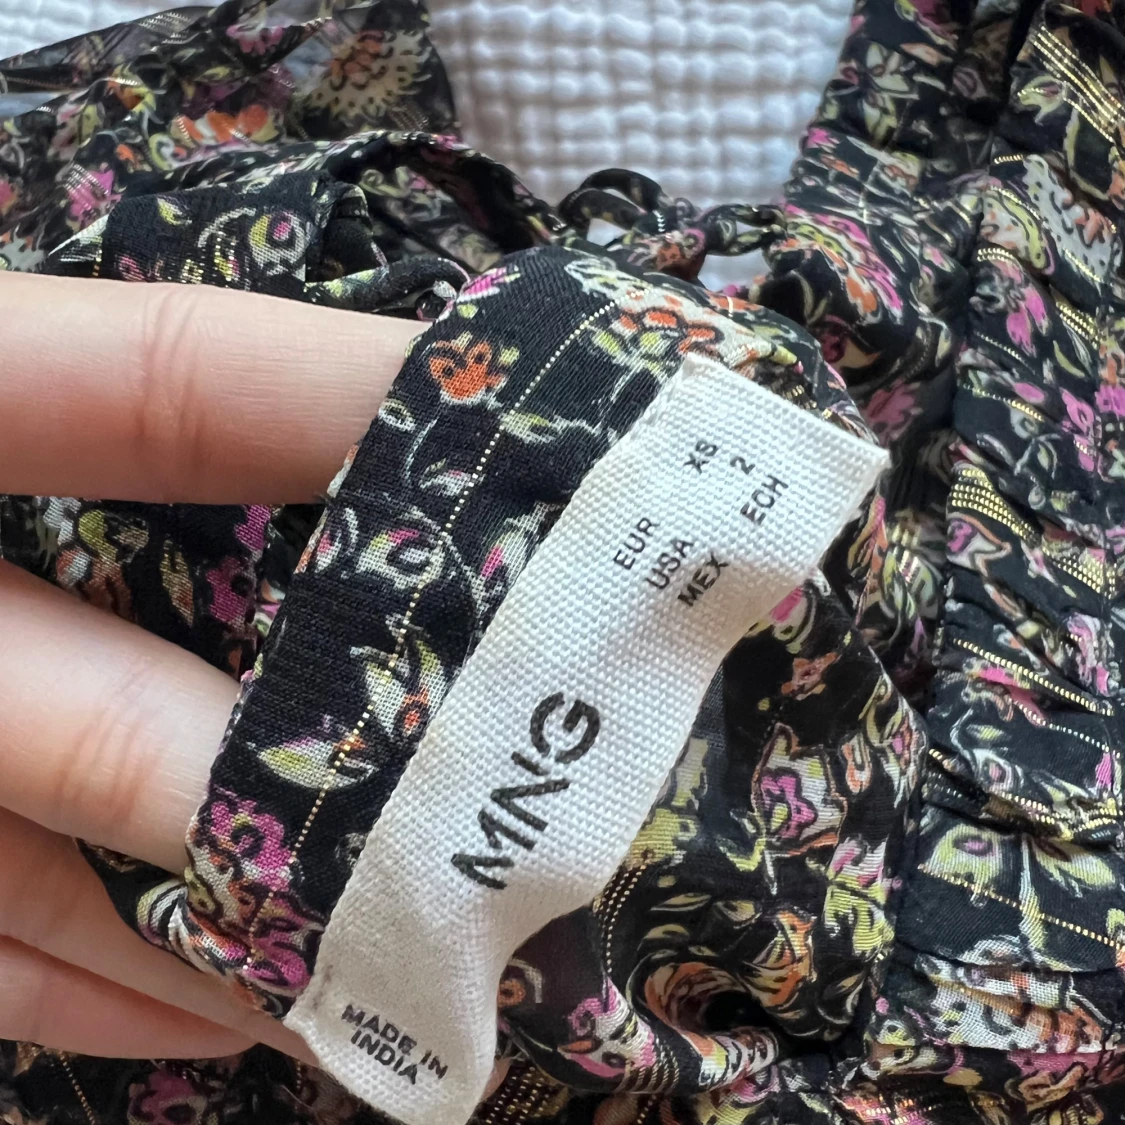 EUR XS
USA 2
MEX ECH
MNG
MADE IN
INDIA